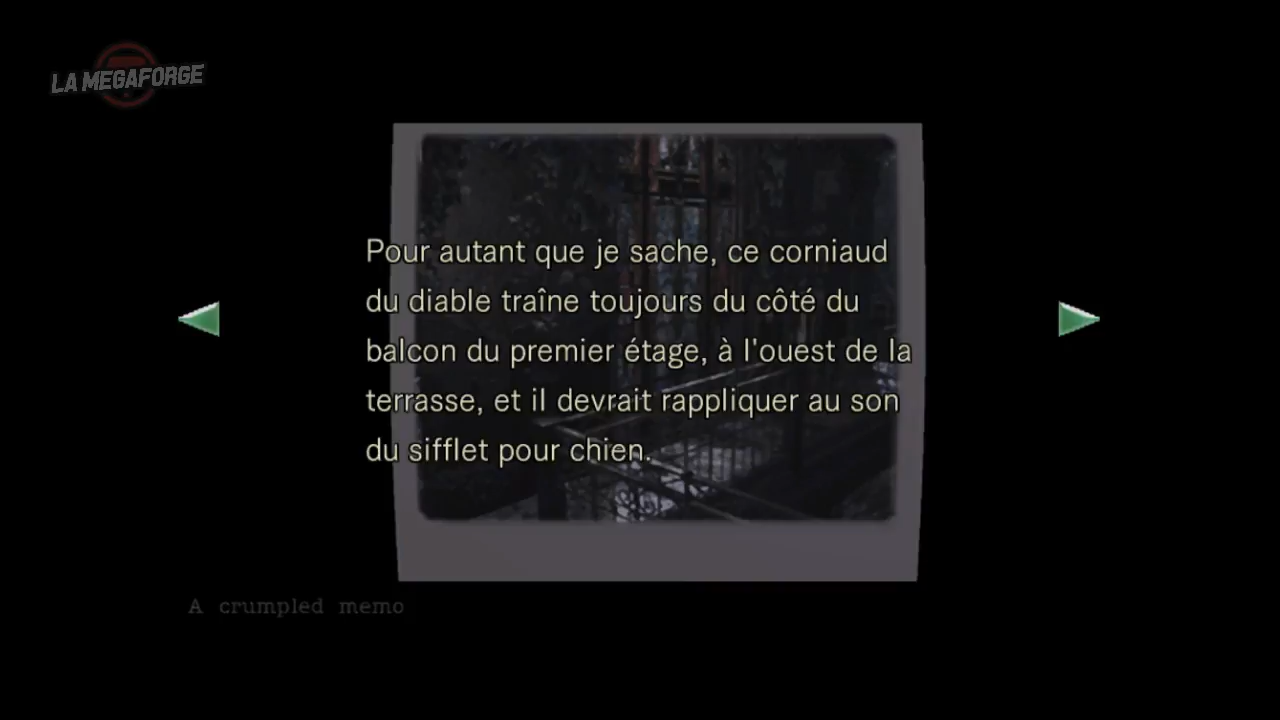 LA MEGAFORGE
Pour autant que je sache, ce corniaud
du diable traîne toujours du côté du
balcon du premier étage, à l'ouest de la
terrasse, et il devrait rappliquer au son
du sifflet pour chien.
A crumpled memo